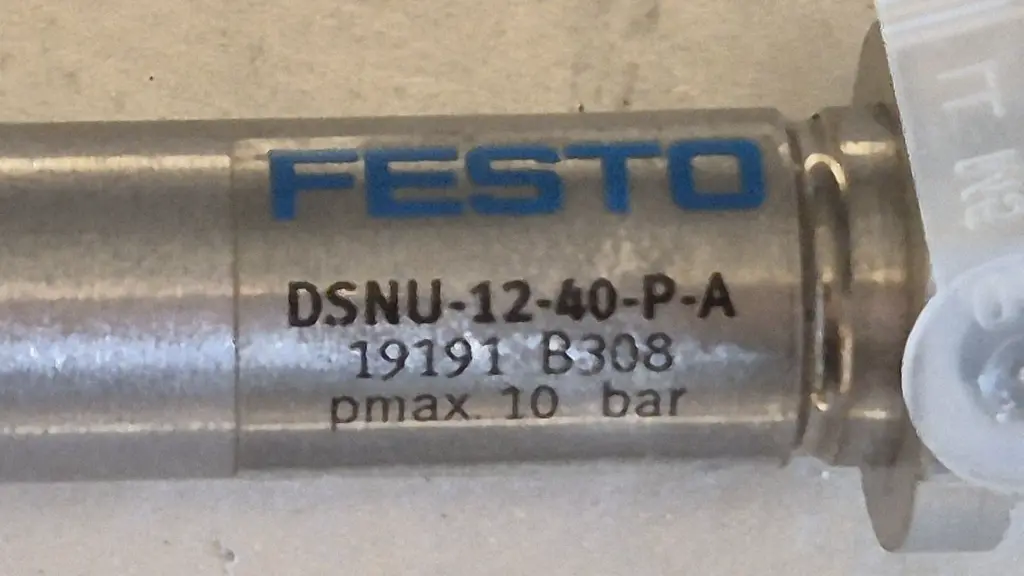 FESTO
DSNU-12-40-P-A
19191 B308
pmax. 10 bar